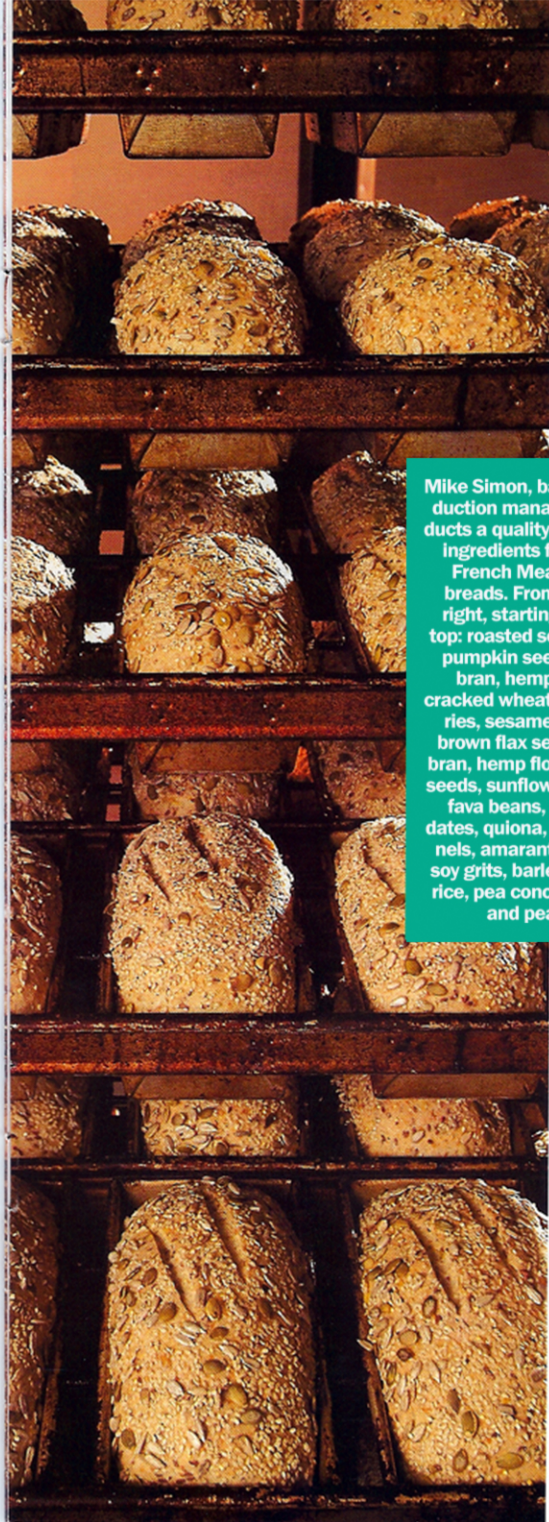 Mike Simon, ba
duction mana
ducts a quality
ingredients f
French Mea
breads. Fron
right, startin
top: roasted so
pumpkin see
bran, hemp
cracked wheat
ries, sesame
brown flax se
bran, hemp flo
seeds, sunflow
fava beans,
dates, quiona,
nels, amarant
soy grits, barle
rice, pea conc
and pea